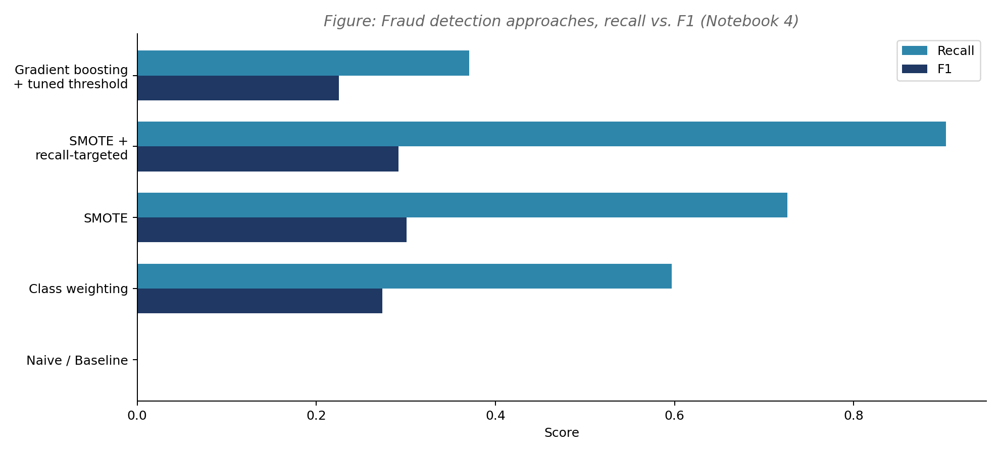 Figure: Fraud detection approaches, recall vs. F1 (Notebook 4)
Recall
F1
Gradient boosting
+ tuned threshold
SMOTE +
recall-targeted
SMOTE
Class weighting
Naive / Baseline
0.0
0.2
0.4
0.6
0.8
Score